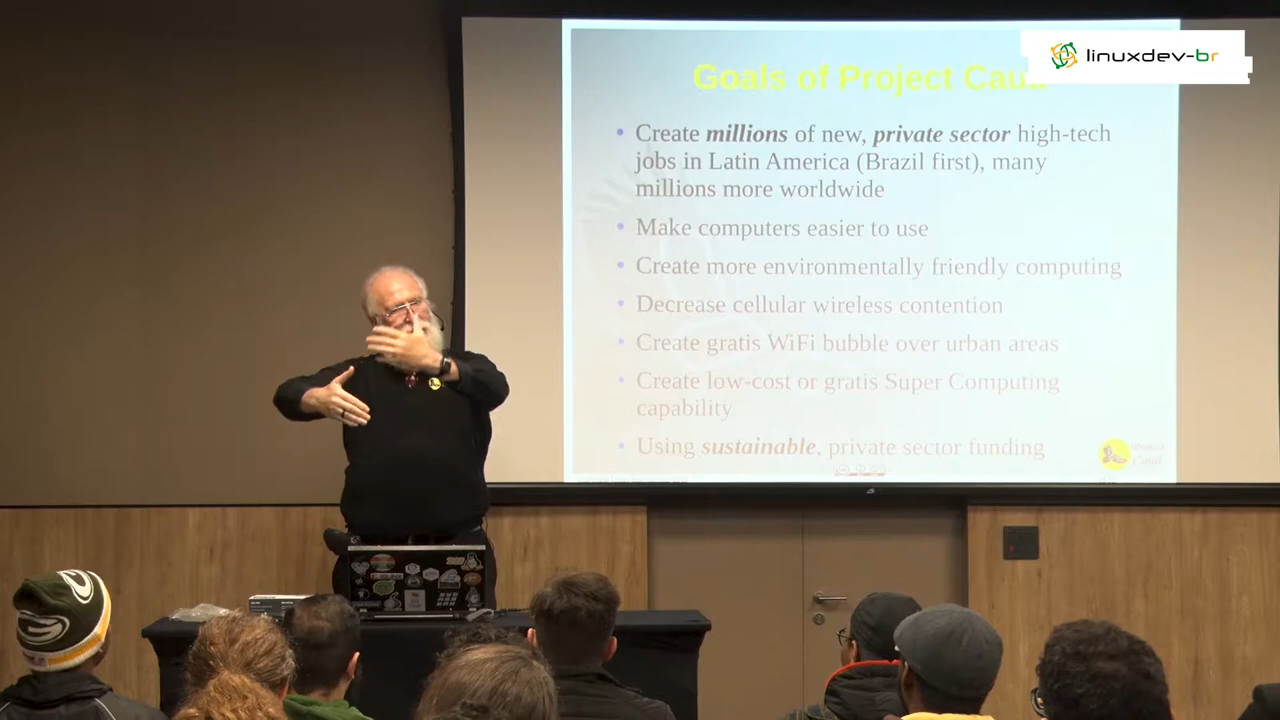 linuxdev-br
Goals of Project Cauã
• Create millions of new, private sector high-tech
jobs in Latin America (Brazil first), many
millions more worldwide
• Make computers easier to use
• Create more environmentally friendly computing
• Decrease cellular wireless contention
• Create gratis WiFi bubble over urban areas
• Create low-cost or gratis Super Computing
capability
• Using sustainable, private sector funding
Project
Cauã